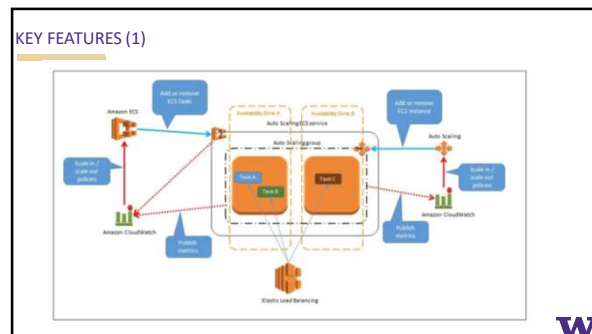 KEY FEATURES (1)
Add or remove
ECS tasks
Availability Zone A
Availability Zone B
Add or remove
EC2 instance
Amazon ECS
Auto Scaling ECS service
Auto Scaling
Auto Scaling group
Scale in /
scale out
policies
Task A
Task B
Task C
Scale in /
scale out
policies
Amazon CloudWatch
Publish
metrics
Publish
metrics
Amazon CloudWatch
Elastic Load Balancing
W